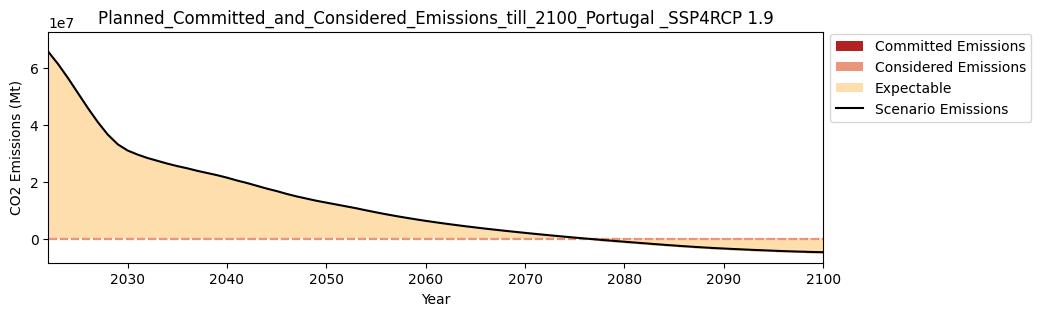 Planned_Committed_and_Considered_Emissions_till_2100_Portugal _SSP4RCP 1.9
1e7
6
4
2
0
CO2 Emissions (Mt)
2030 2040 2050 2060 2070 2080 2090 2100
Year
Committed Emissions
Considered Emissions
Expectable
Scenario Emissions